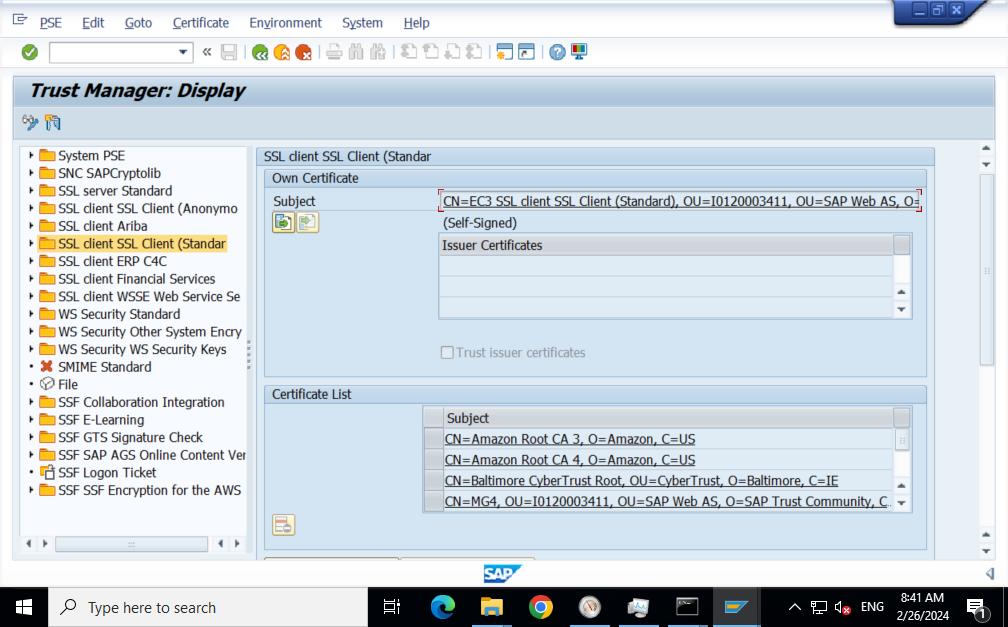 PSE Edit Goto Certificate Environment System Help
Trust Manager: Display
System PSE
SNC SAPCryptolib
SSL server Standard
SSL client SSL Client (Anonymo
SSL client Ariba
SSL client SSL Client (Standar
SSL client ERP C4C
SSL client Financial Services
SSL client WSSE Web Service Se
WS Security Standard
WS Security Other System Encry
WS Security WS Security Keys
SMIME Standard
File
SSF Collaboration Integration
SSF E-Learning
SSF GTS Signature Check
SSF SAP AGS Online Content Ver
SSF Logon Ticket
SSF SSF Encryption for the AWS
SSL client SSL Client (Standar
Own Certificate
Subject CN=EC3 SSL client SSL Client (Standard), OU=I0120003411, OU=SAP Web AS, O=
(Self-Signed)
Issuer Certificates
Trust issuer certificates
Certificate List
Subject
CN=Amazon Root CA 3, O=Amazon, C=US
CN=Amazon Root CA 4, O=Amazon, C=US
CN=Baltimore CyberTrust Root, OU=CyberTrust, O=Baltimore, C=IE
CN=MG4, OU=I0120003411, OU=SAP Web AS, O=SAP Trust Community, C
SAP
Type here to search
ENG
8:41 AM
2/26/2024
1